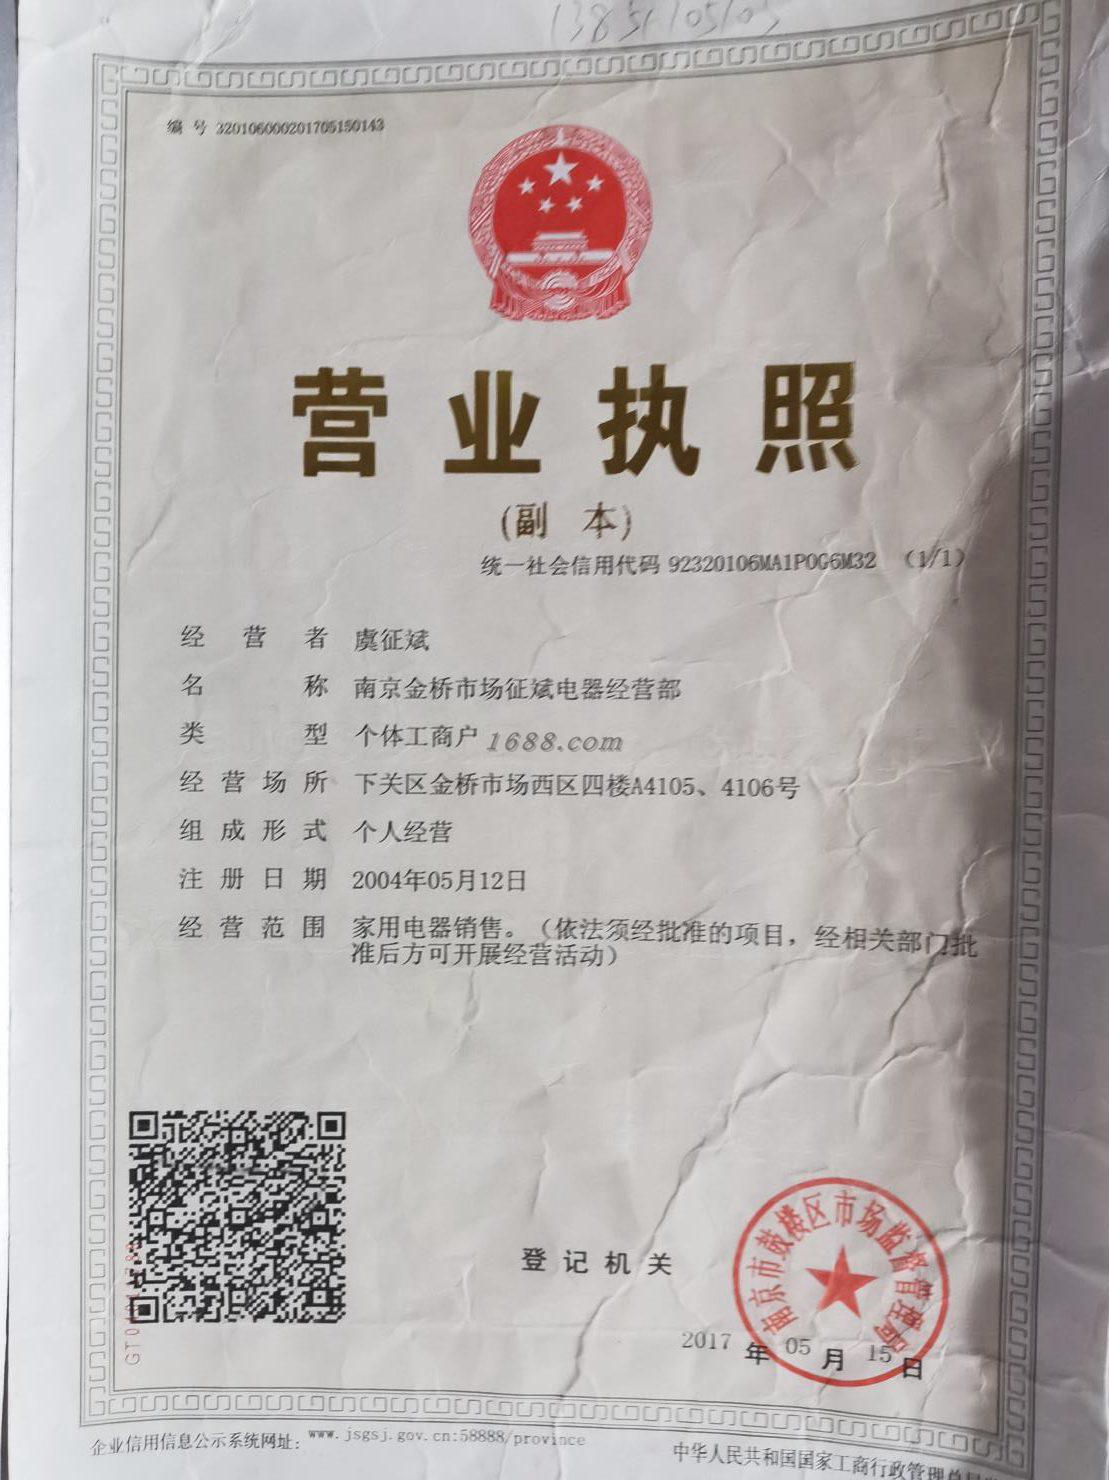 编 号 320106000201705150143
营业执照
(副 本)
统一社会信用代码 92320106MA1P0G6M32 (1/1)
经营者 虞征斌
名称 南京金桥市场征斌电器经营部
类型 个体工商户 1688.com
经营场所 下关区金桥市场西区四楼A4105、4106号
组成形式 个人经营
注册日期 2004年05月12日
经营范围 家用电器销售。(依法须经批准的项目，经相关部门批
准后方可开展经营活动)
南京市鼓楼区市场监督管理局
登记机关
2017 年 05 月 15 日
企业信用信息公示系统网址: www.jsgsj.gov.cn:58888/province
中华人民共和国国家工商行政管理总局